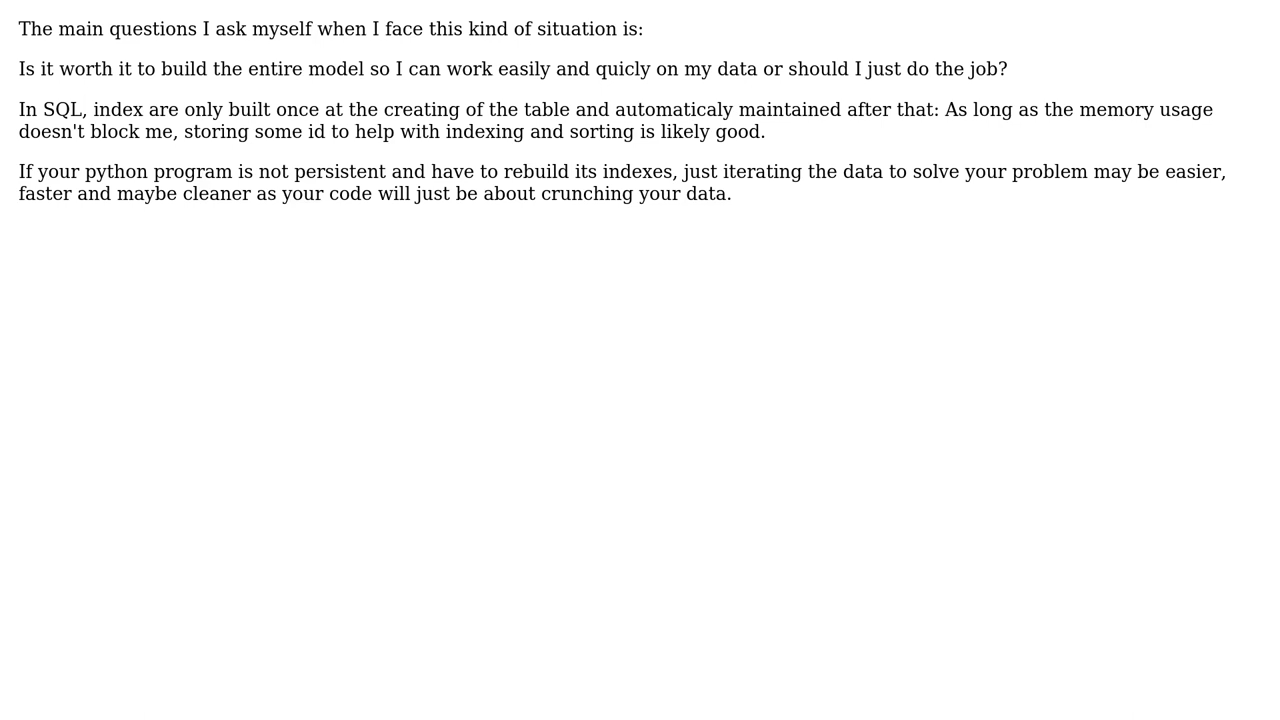 The main questions I ask myself when I face this kind of situation is:
Is it worth it to build the entire model so I can work easily and quicly on my data or should I just do the job?
In SQL, index are only built once at the creating of the table and automaticaly maintained after that: As long as the memory usage
doesn't block me, storing some id to help with indexing and sorting is likely good.
If your python program is not persistent and have to rebuild its indexes, just iterating the data to solve your problem may be easier,
faster and maybe cleaner as your code will just be about crunching your data.